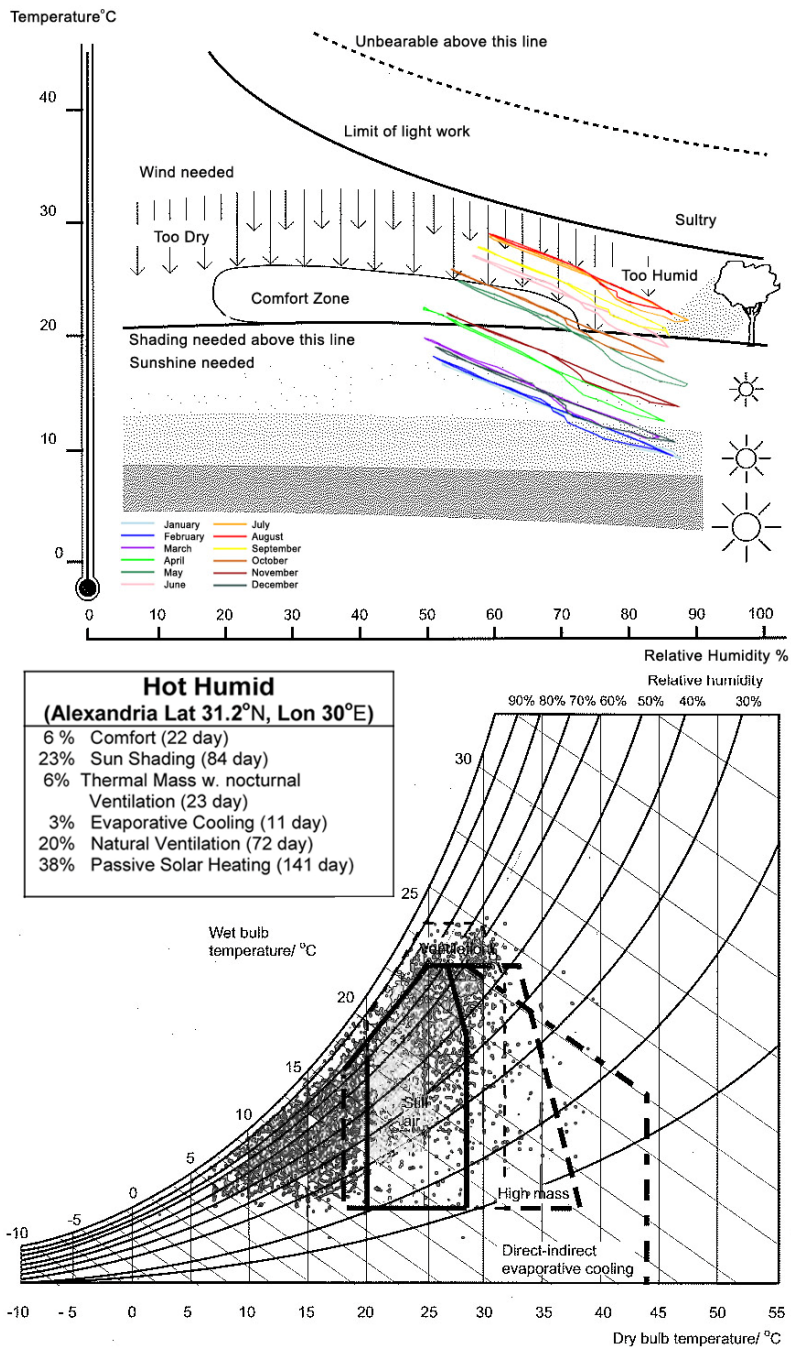 Temperature°C
Unbearable above this line
40
Limit of light work
Wind needed
30
Sultry
Too Dry
Too Humid
Comfort Zone
20
Shading needed above this line
Sunshine needed
10
January
February
March
April
May
June
July
August
September
October
November
December
0
0 10 20 30 40 50 60 70 80 90 100
Relative Humidity %
Hot Humid
(Alexandria Lat 31.2°N, Lon 30°E)
6 % Comfort (22 day)
23% Sun Shading (84 day)
6% Thermal Mass w. nocturnal
Ventilation (23 day)
3% Evaporative Cooling (11 day)
20% Natural Ventilation (72 day)
38% Passive Solar Heating (141 day)
Relative humidity
90% 80% 70% 60% 50% 40% 30%
30
25
Wet bulb
temperature/ °C
Ventilation
20
15
10
Still
air
5
0
-5
-10
High mass
Direct-indirect
evaporative cooling
-10 -5 0 5 10 15 20 25 30 35 40 45 50 55
Dry bulb temperature/ °C